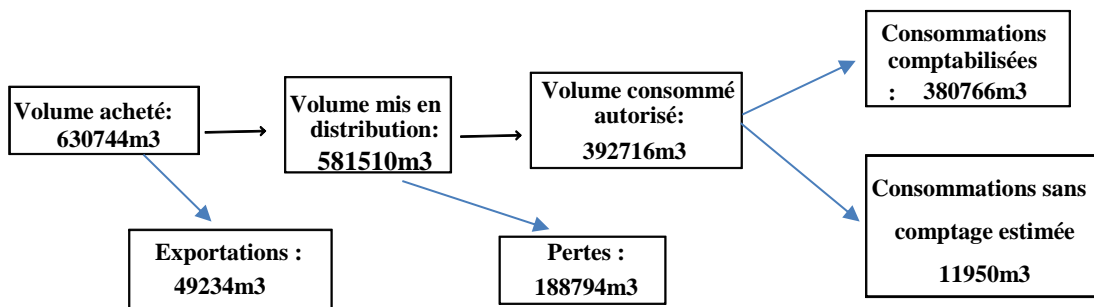 Volume acheté:
630744m3
Volume mis en
distribution:
581510m3
Volume consommé
autorisé:
392716m3
Consommations
comptabilisées
: 380766m3
Consommations sans
comptage estimée
11950m3
Exportations :
49234m3
Pertes :
188794m3